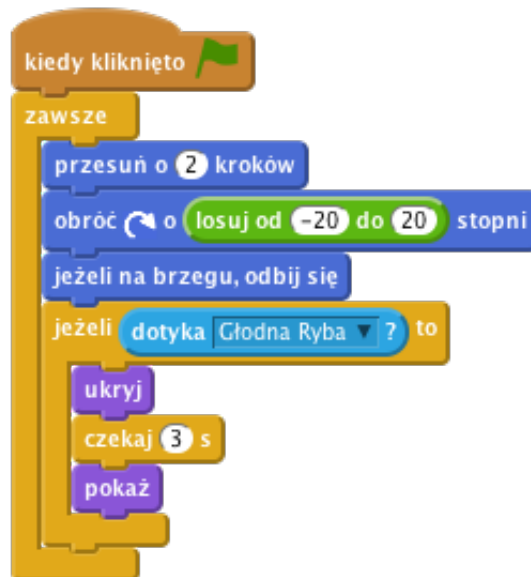 kiedy kliknięto
zawsze
przesuń o 2 kroków
obróć o losuj od -20 do 20 stopni
jeżeli na brzegu, odbij się
jeżeli dotyka Głodna Ryba ? to
ukryj
czekaj 3 s
pokaż